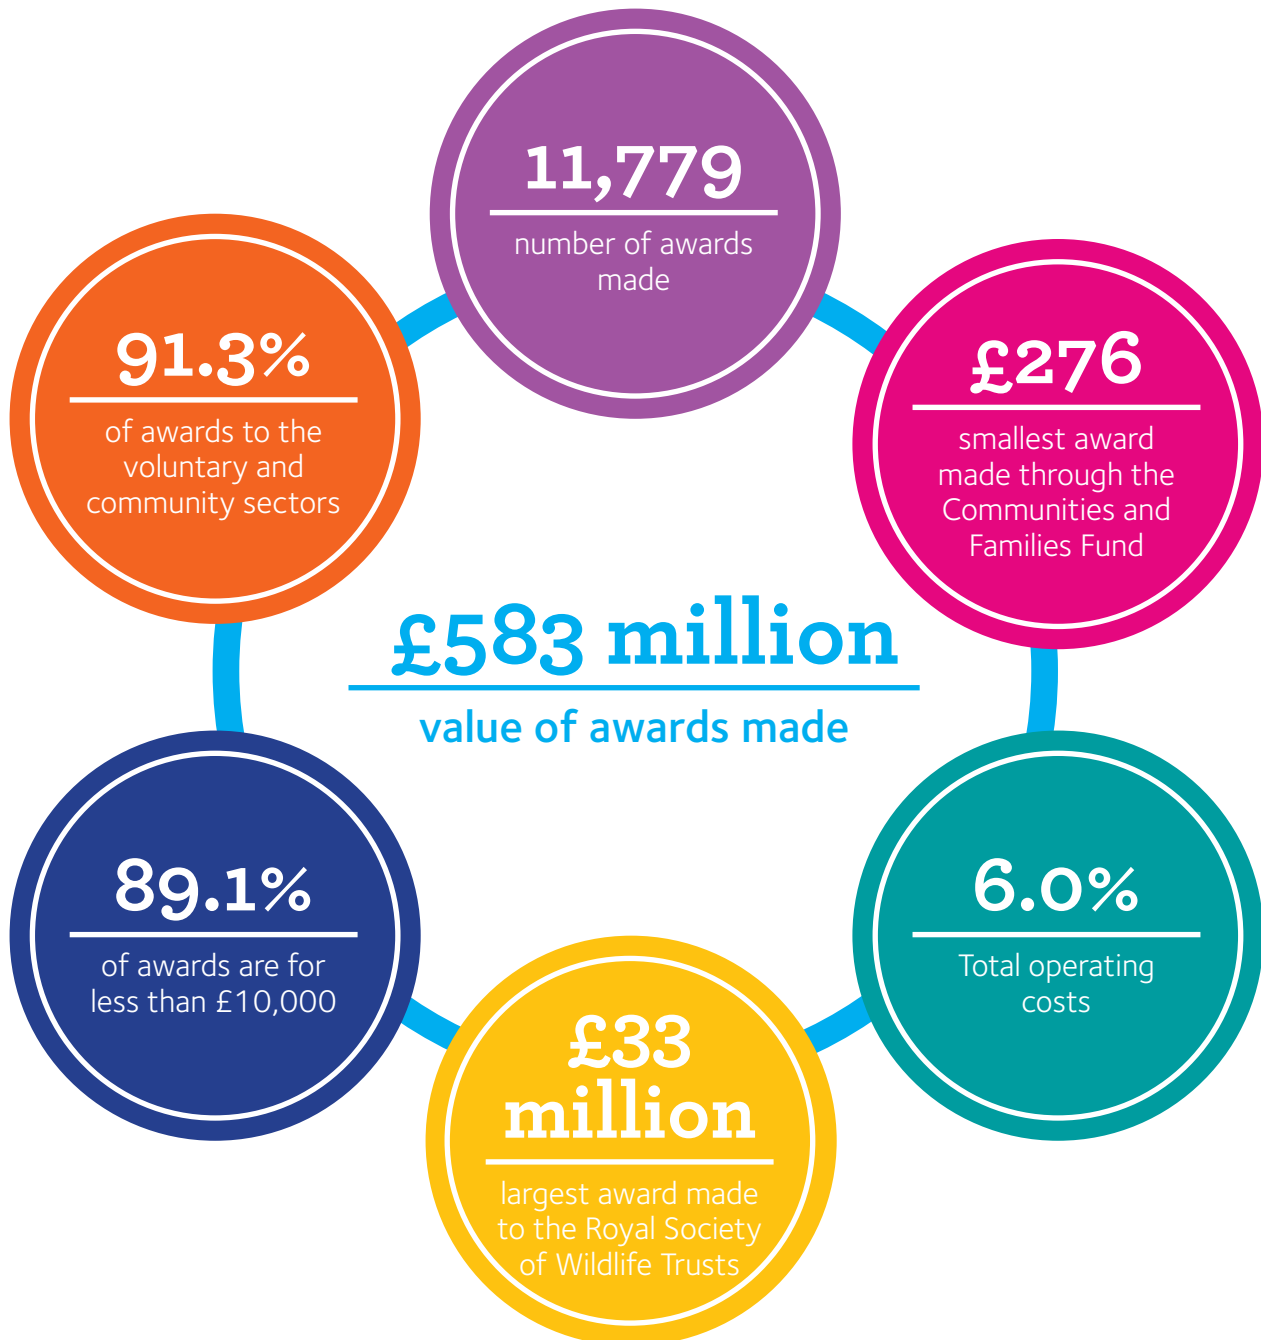 11,779
number of awards
made
91.3%
of awards to the
voluntary and
community sectors
£276
smallest award
made through the
Communities and
Families Fund
£583 million
value of awards made
89.1%
of awards are for
less than £10,000
6.0%
Total operating
costs
£33
million
largest award made
to the Royal Society
of Wildlife Trusts